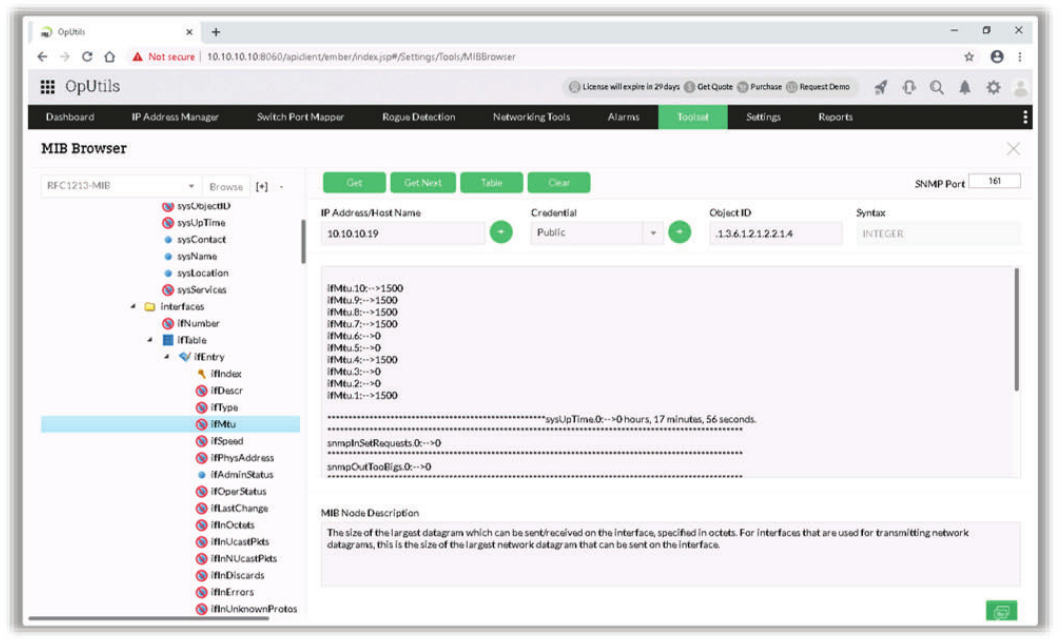 OpUtils
Not secure | 10.10.10.10:8060/apiclient/ember/index.jsp#/Settings/Tools/MIBBrowser
OpUtils
License will expire in 29 days Get Quote Purchase Request Demo
Dashboard IP Address Manager Switch Port Mapper Rogue Detection Networking Tools Alarms Toolset Settings Reports
MIB Browser
RFC1213-MIB Browse [+] -
Get Get Next Table Clear
SNMP Port 161
sysObjectID
sysUpTime
sysContact
sysName
sysLocation
sysServices
interfaces
ifNumber
ifTable
ifEntry
ifIndex
ifDescr
ifType
ifMtu
ifSpeed
ifPhysAddress
ifAdminStatus
ifOperStatus
ifLastChange
ifInOctets
ifInUcastPkts
ifInNUcastPkts
ifInDiscards
ifInErrors
ifInUnknownProtos
IP Address/Host Name Credential Object ID Syntax
10.10.10.19 Public .1.3.6.1.2.1.2.2.1.4 INTEGER
ifMtu.10:-->1500
ifMtu.9:-->1500
ifMtu.8:-->1500
ifMtu.7:-->1500
ifMtu.6:-->0
ifMtu.5:-->0
ifMtu.4:-->1500
ifMtu.3:-->0
ifMtu.2:-->0
ifMtu.1:-->1500
sysUpTime.0:-->0 hours, 17 minutes, 56 seconds.
snmpInSetRequests.0:-->0
snmpOutTooBigs.0:-->0
MIB Node Description
The size of the largest datagram which can be sent/received on the interface, specified in octets. For interfaces that are used for transmitting network
datagrams, this is the size of the largest network datagram that can be sent on the interface.